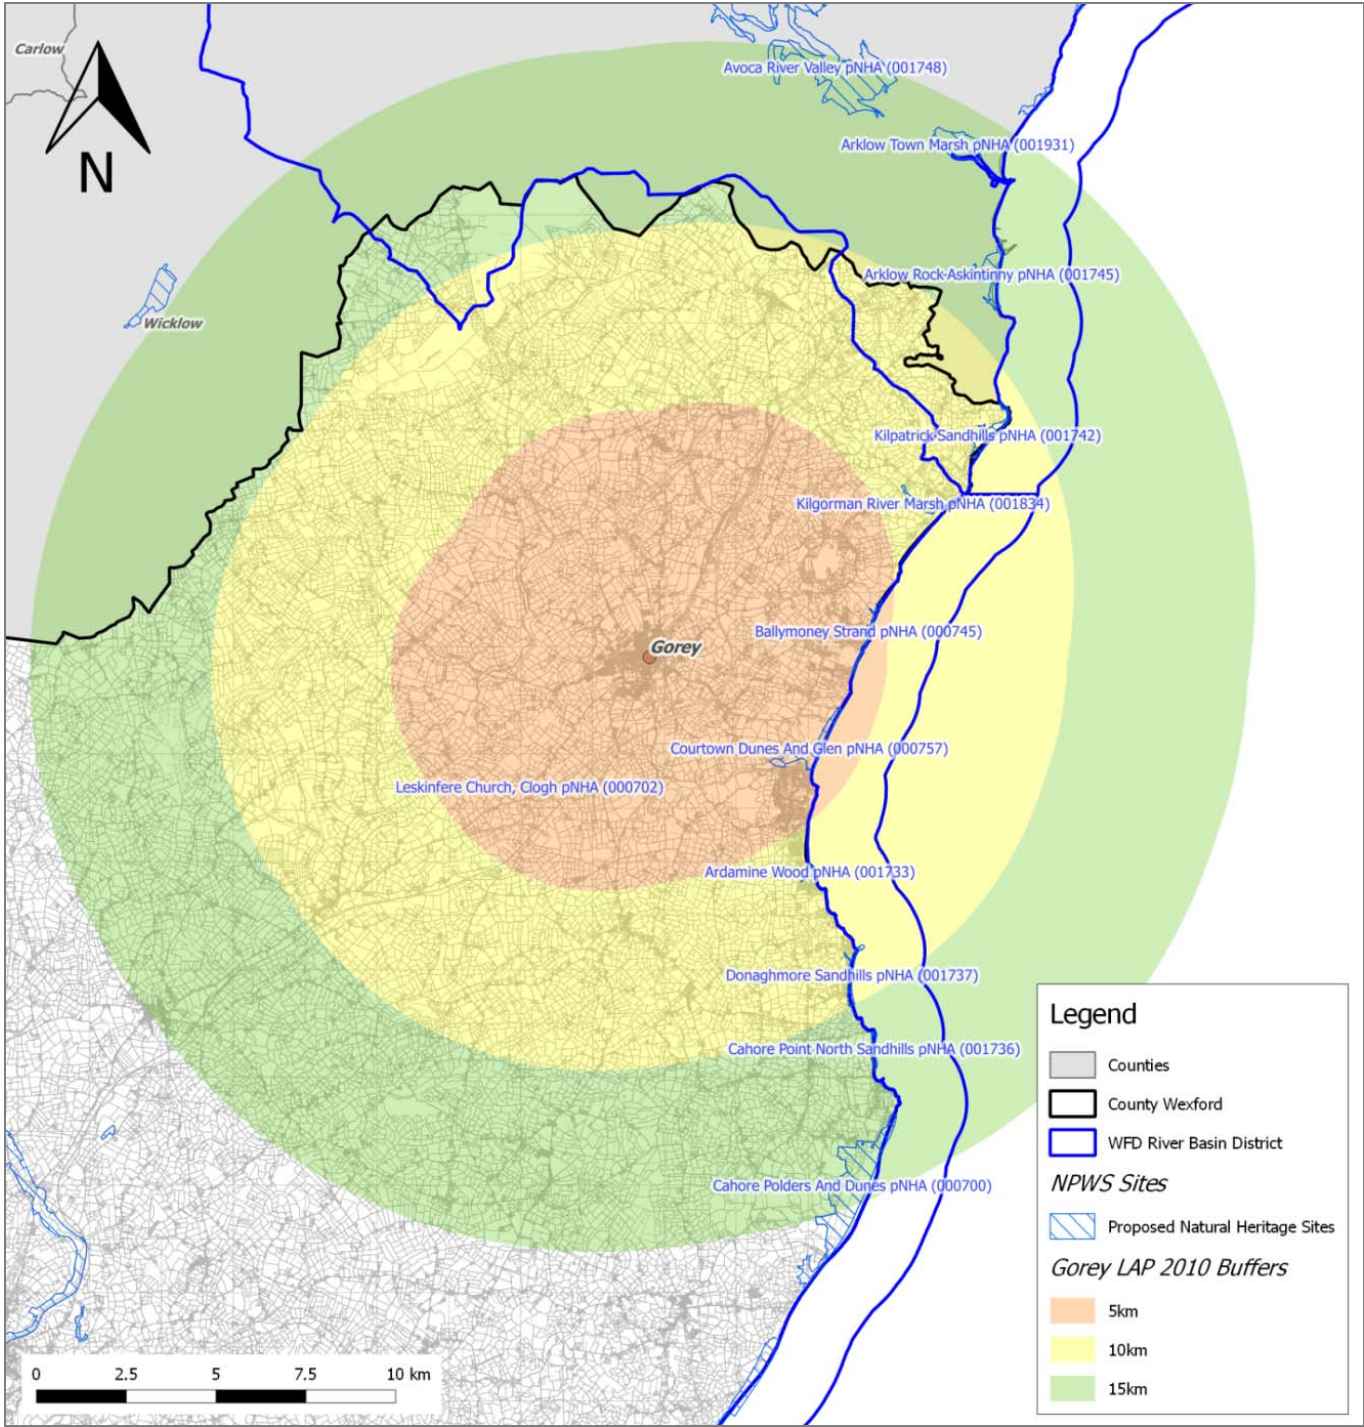 Carlow
N
Avoca River Valley pNHA (001748)
Arklow Town Marsh pNHA (001931)
Arklow Rock-Askintinny pNHA (001745)
Wicklow
Kilpatrick Sandhills pNHA (001742)
Kilgorman River Marsh pNHA (001834)
Ballymoney Strand pNHA (000745)
Gorey
Courtown Dunes And Glen pNHA (000757)
Leskinfere Church, Clogh pNHA (000702)
Ardamine Wood pNHA (001733)
Donaghmore Sandhills pNHA (001737)
Cahore Point North Sandhills pNHA (001736)
Cahore Polders And Dunes pNHA (000700)
Legend
Counties
County Wexford
WFD River Basin District
NPWS Sites
Proposed Natural Heritage Sites
Gorey LAP 2010 Buffers
5km
10km
15km
0 2.5 5 7.5 10 km